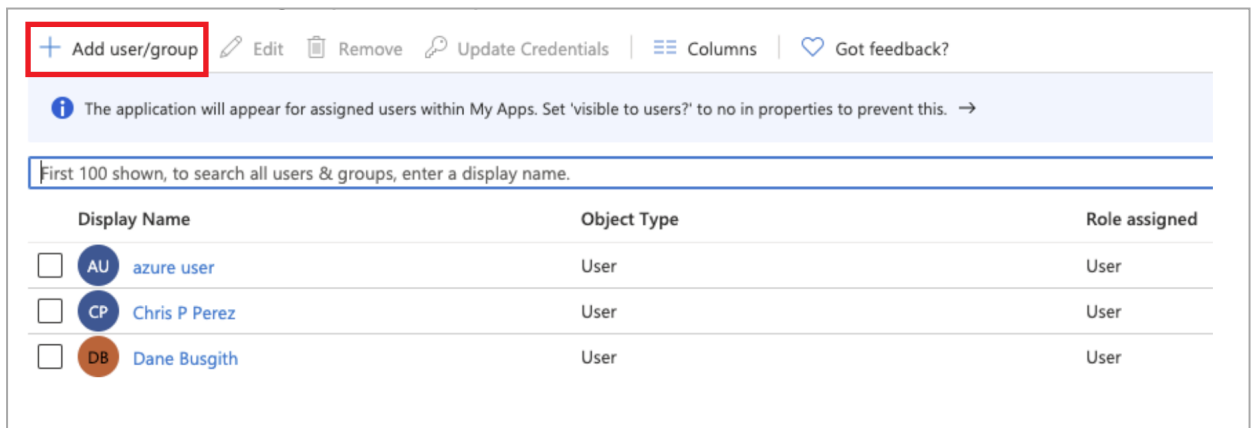 Add user/group Edit Remove Update Credentials Columns Got feedback?
The application will appear for assigned users within My Apps. Set 'visible to users?' to no in properties to prevent this. →
First 100 shown, to search all users & groups, enter a display name.
Display Name Object Type Role assigned
AU azure user User User
CP Chris P Perez User User
DB Dane Busgith User User